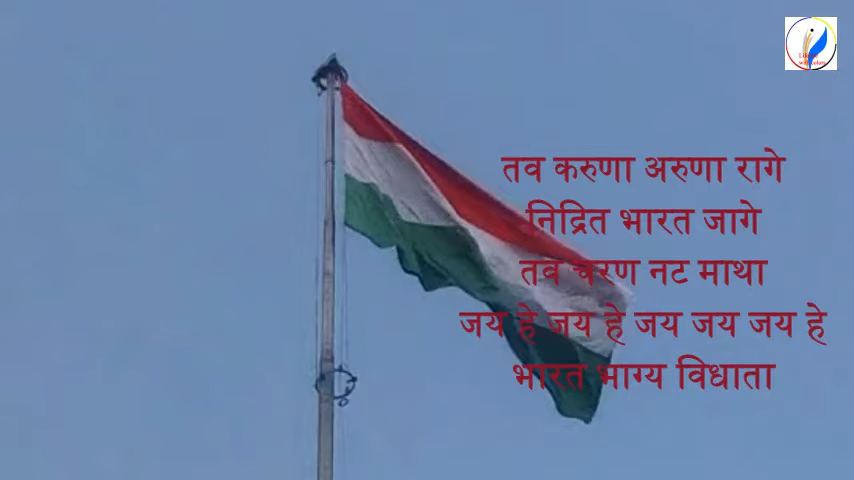 तव करुणा अरुणा रागे
निद्रित भारत जागे
तव चरण नट माथा
जय हे जय हे जय जय जय हे
भारत भाग्य विधाता